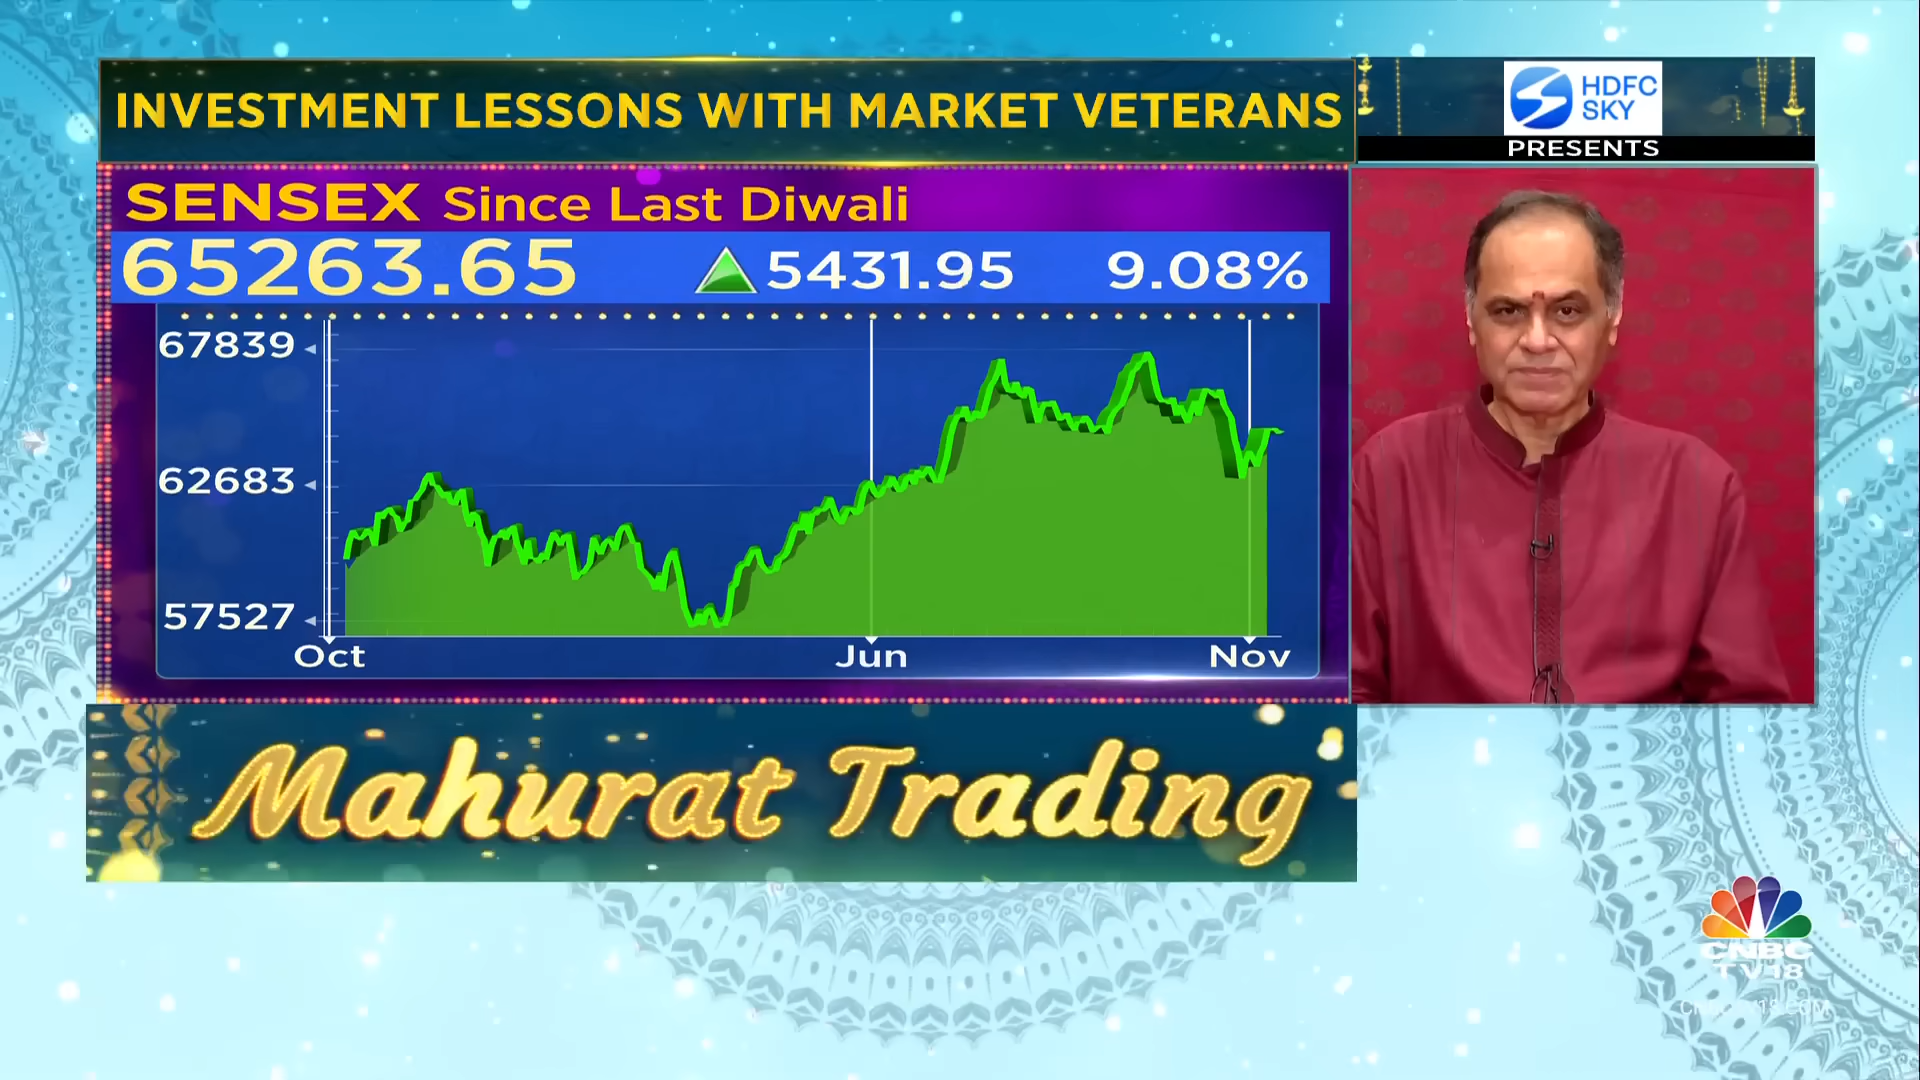 INVESTMENT LESSONS WITH MARKET VETERANS
HDFC
SKY
PRESENTS
SENSEX Since Last Diwali
65263.65 5431.95 9.08%
67839
62683
57527
Oct Jun Nov
Mahurat Trading
CNBC
TV18